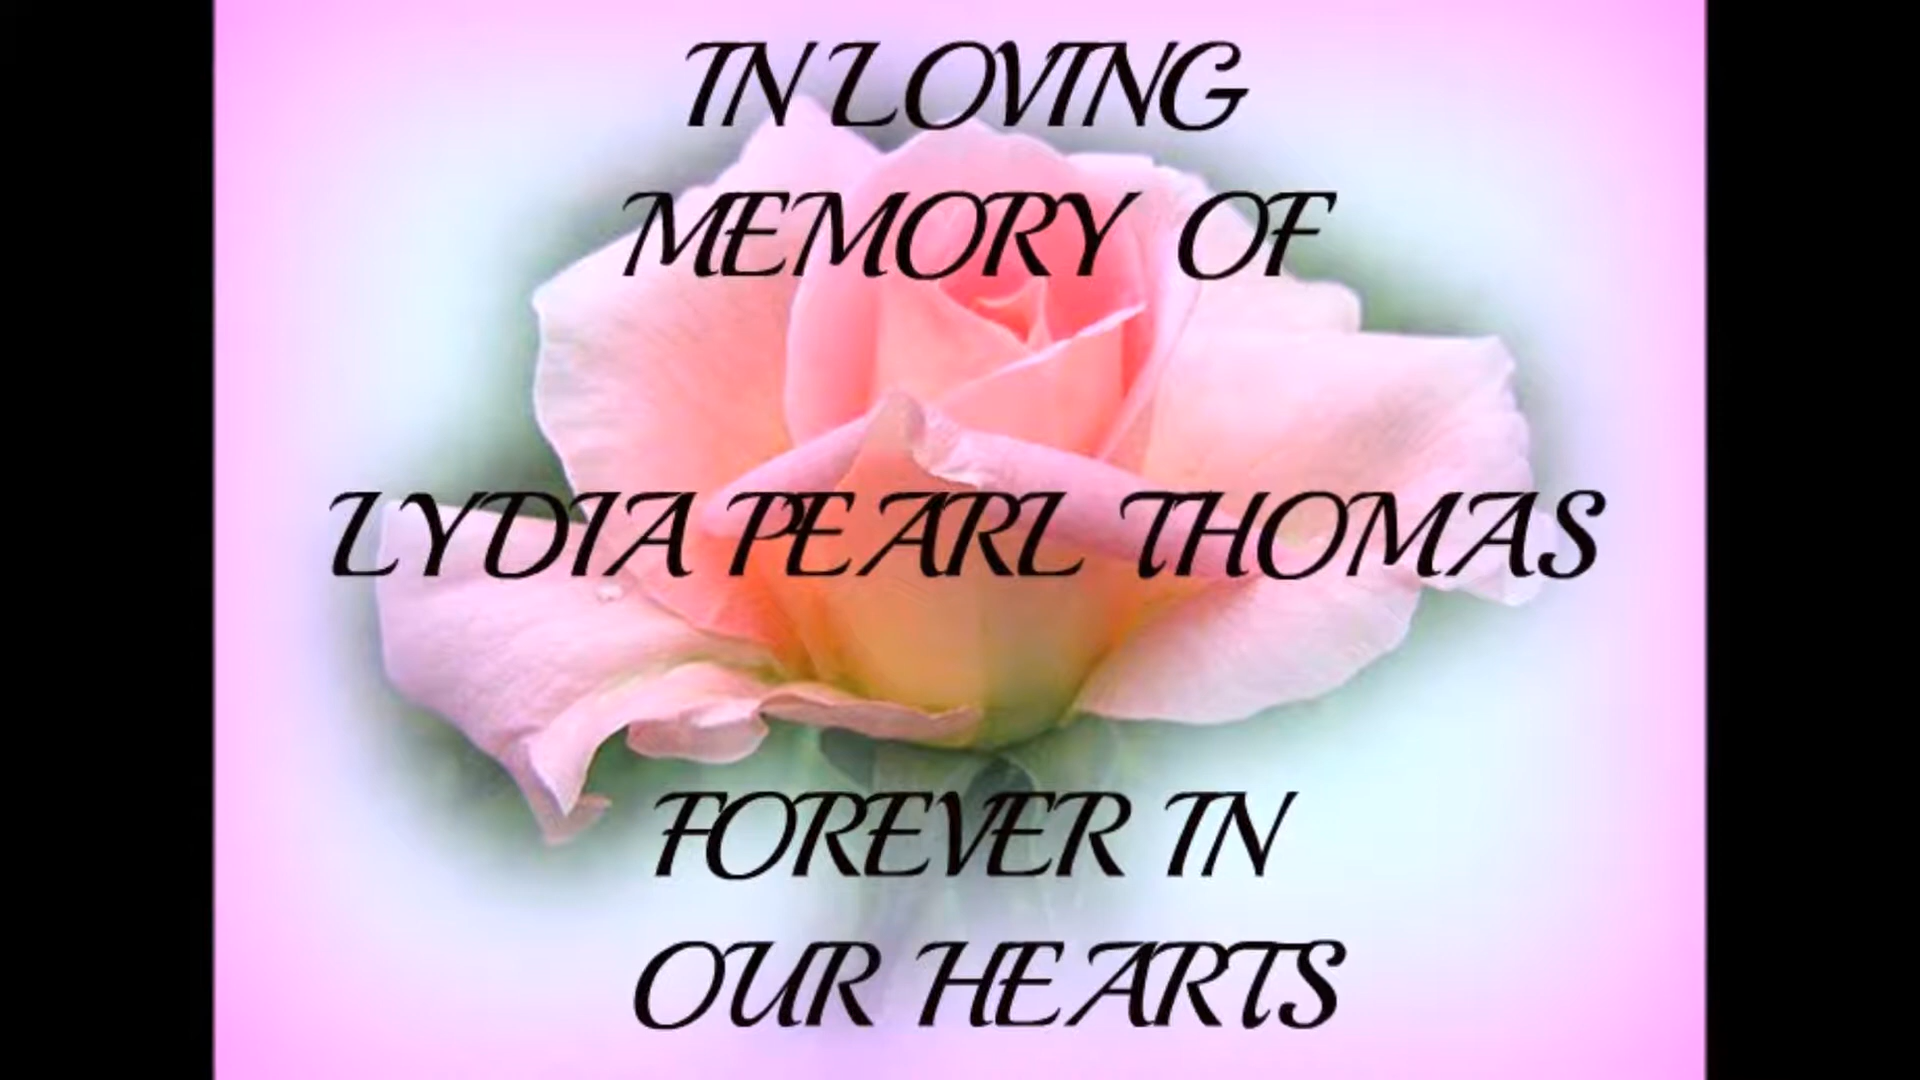 IN LOVING
MEMORY OF
LYDIA PEARL THOMAS
FOREVER IN
OUR HEARTS